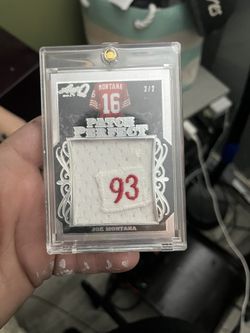 Leaf
MONTANA
16
2/2
PATCH
PERFECT
93
JOE MONTANA